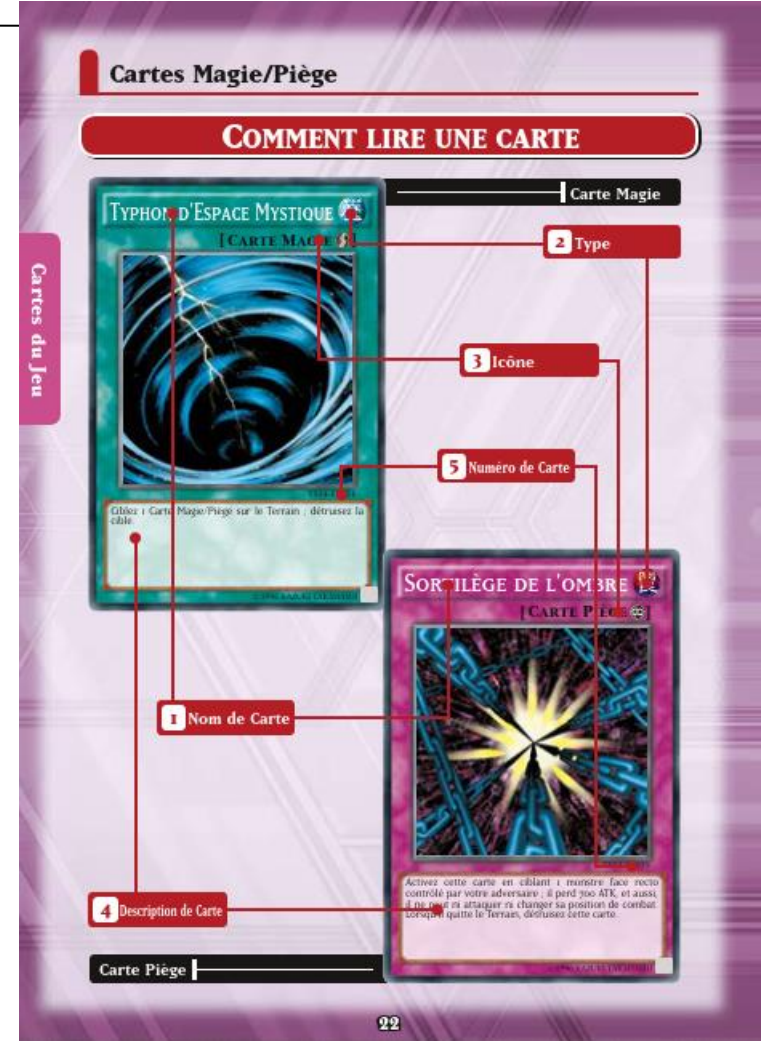 Cartes Magie/Piège
COMMENT LIRE UNE CARTE
Carte Magie
TYPHON D'ESPACE MYSTIQUE
[CARTE MAGIE
2 Type
Cartes du Jeu
3 Icône
5 Numéro de Carte
Ciblez 1 Carte Magie/Piège sur le Terrain ; détruisez la
cible.
SORTILÈGE DE L'OMBRE
[CARTE PIÈGE ]
1 Nom de Carte
Activez cette carte en ciblant 1 monstre face recto
contrôlé par votre adversaire ; il perd 700 ATK, et aussi,
il ne peut ni attaquer ni changer sa position de combat.
Lorsqu'il quitte le Terrain, détruisez cette carte.
4 Description de Carte
Carte Piège
22